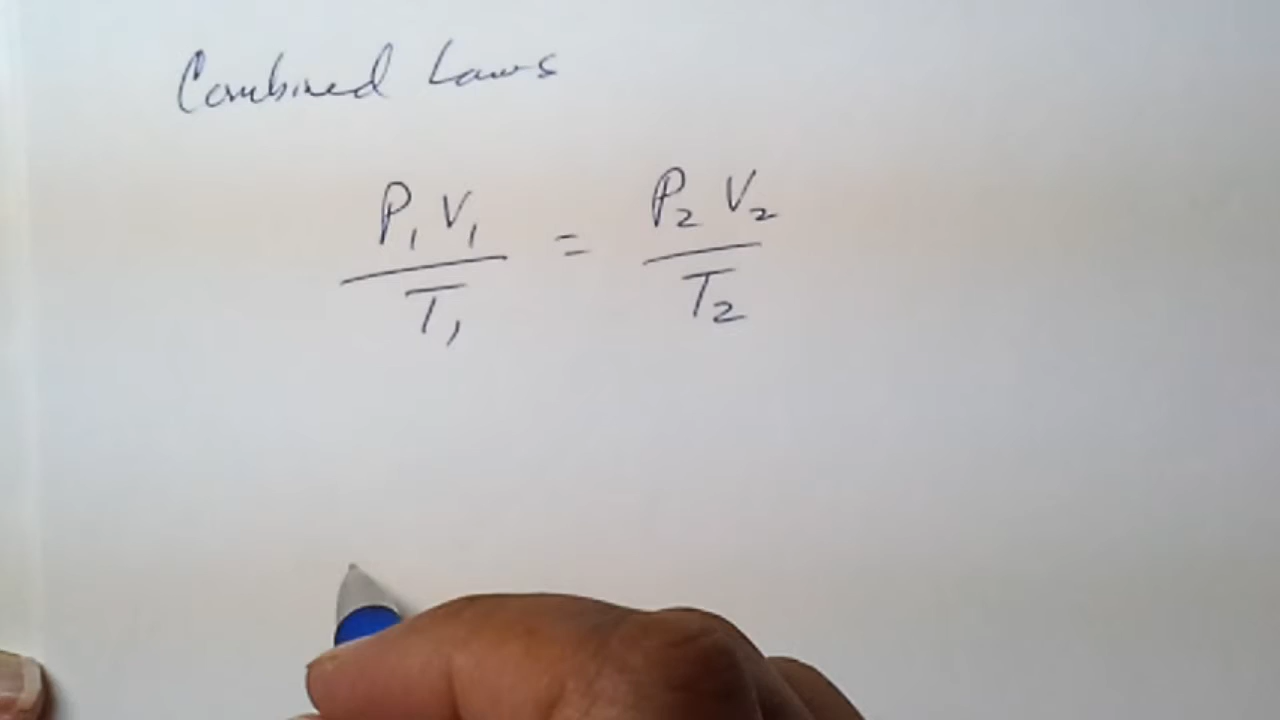 Combined Laws
P₁ V₁ / T₁ = P₂ V₂ / T₂